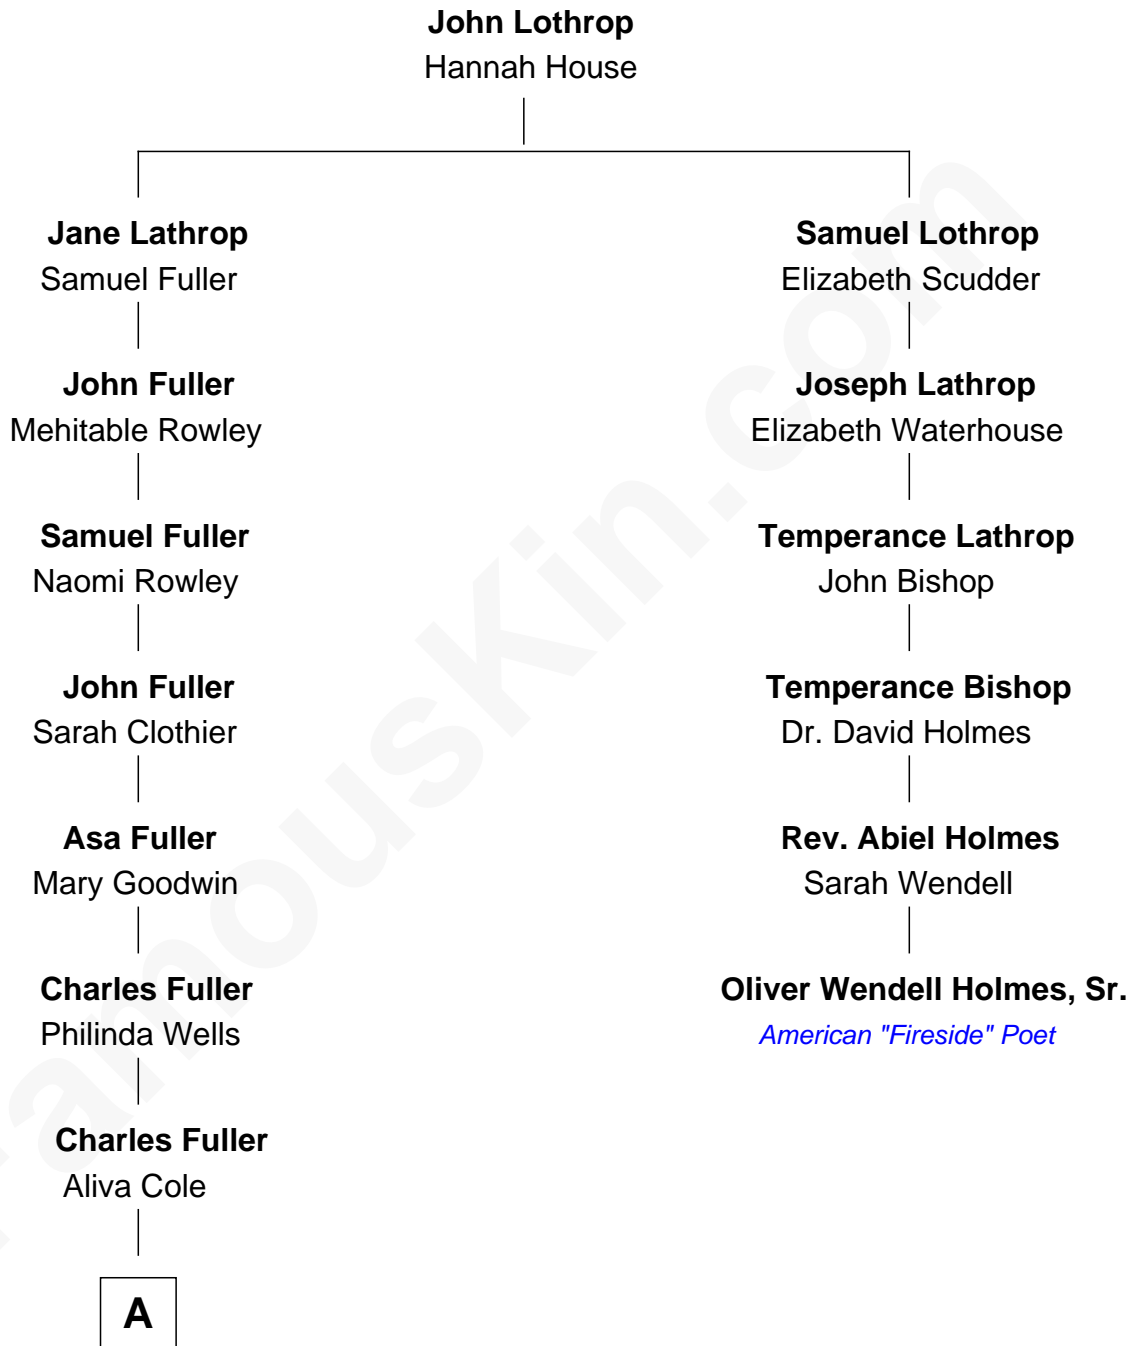 John Lothrop
Hannah House
Jane Lathrop
Samuel Fuller
Samuel Lothrop
Elizabeth Scudder
John Fuller
Mehitable Rowley
Joseph Lathrop
Elizabeth Waterhouse
Samuel Fuller
Naomi Rowley
Temperance Lathrop
John Bishop
John Fuller
Sarah Clothier
Temperance Bishop
Dr. David Holmes
Asa Fuller
Mary Goodwin
Rev. Abiel Holmes
Sarah Wendell
Charles Fuller
Philinda Wells
Oliver Wendell Holmes, Sr.
American "Fireside" Poet
Charles Fuller
Aliva Cole
A
FamousKin.com